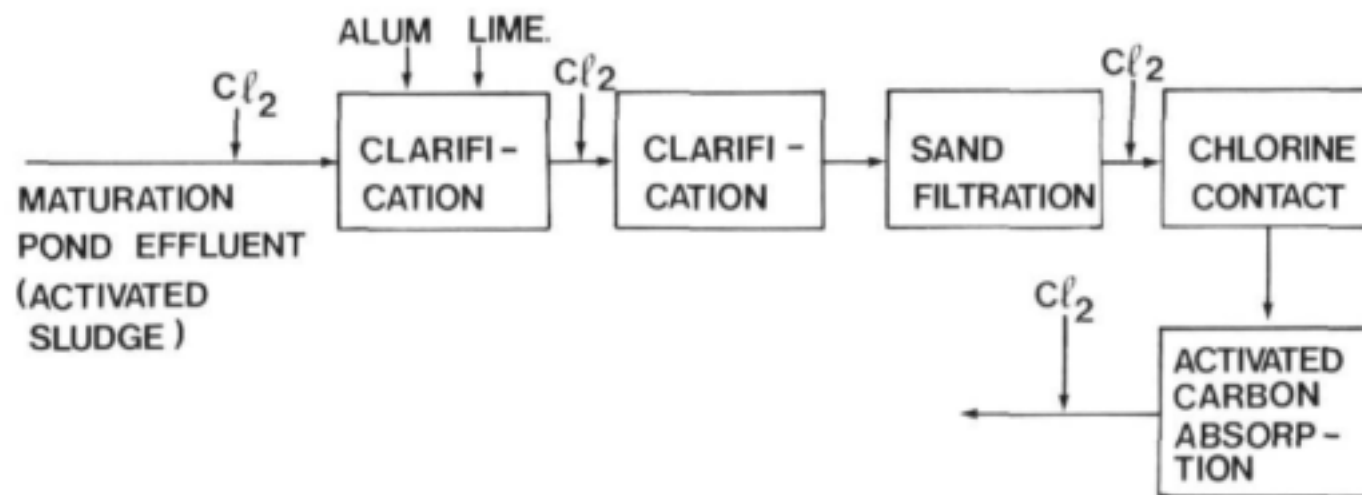 ALUM LIME.
Cℓ2
Cℓ2
Cℓ2
CLARIFI-
CATION
CLARIFI-
CATION
SAND
FILTRATION
CHLORINE
CONTACT
MATURATION
POND EFFLUENT
(ACTIVATED
SLUDGE)
Cℓ2
ACTIVATED
CARBON
ABSORP-
TION